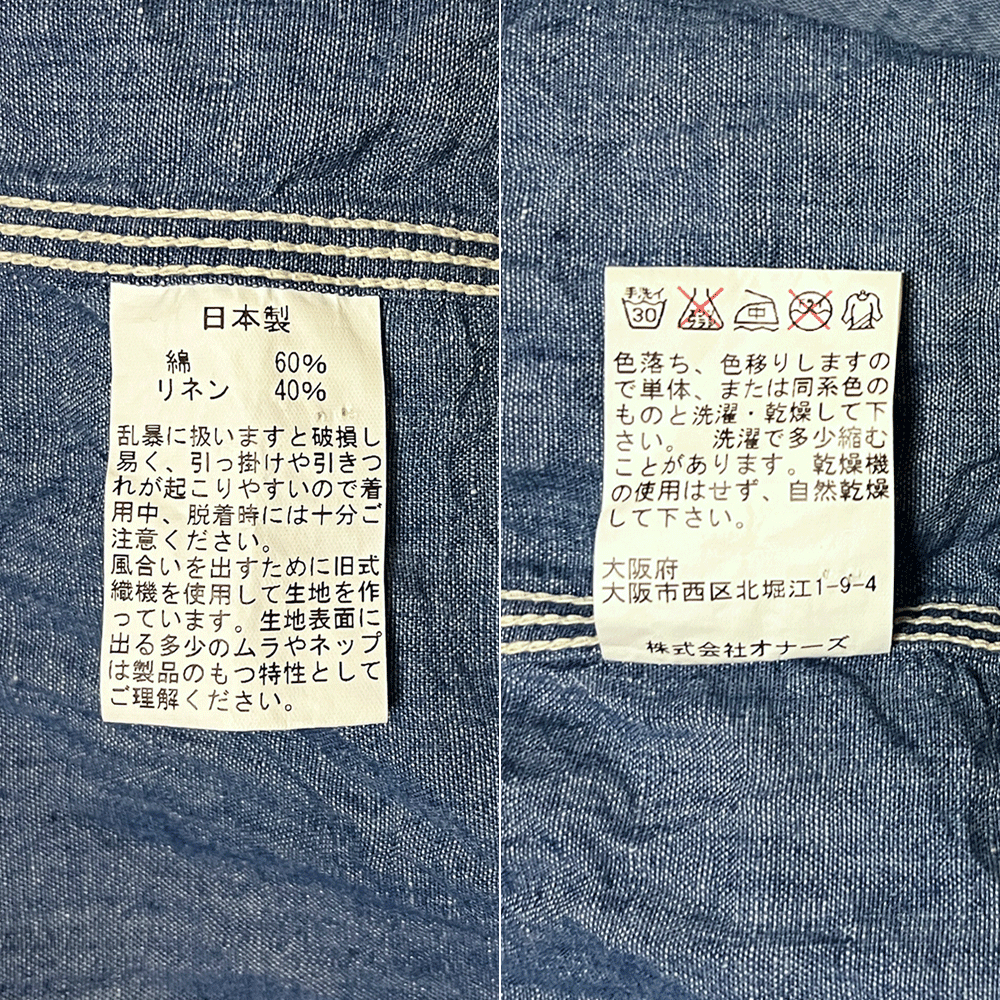 日本製
綿 60%
リネン 40%
乱暴に扱いますと破損し
易く、引っ掛けや引きつ
れが起こりやすいので着
用中、脱着時には十分ご
注意ください。
風合いを出すために旧式
織機を使用して生地を作
っています。生地表面に
出る多少のムラやネップ
は製品のもつ特性として
ご理解ください。
手洗イ
30
エンソ
サラシ
中
ドライ
色落ち、色移りしますの
で単体、または同系色の
ものと洗濯・乾燥して下
さい。 洗濯で多少縮む
ことがあります。乾燥機
の使用はせず、自然乾燥
して下さい。
大阪府
大阪市西区北堀江1-9-4
株式会社オナーズ